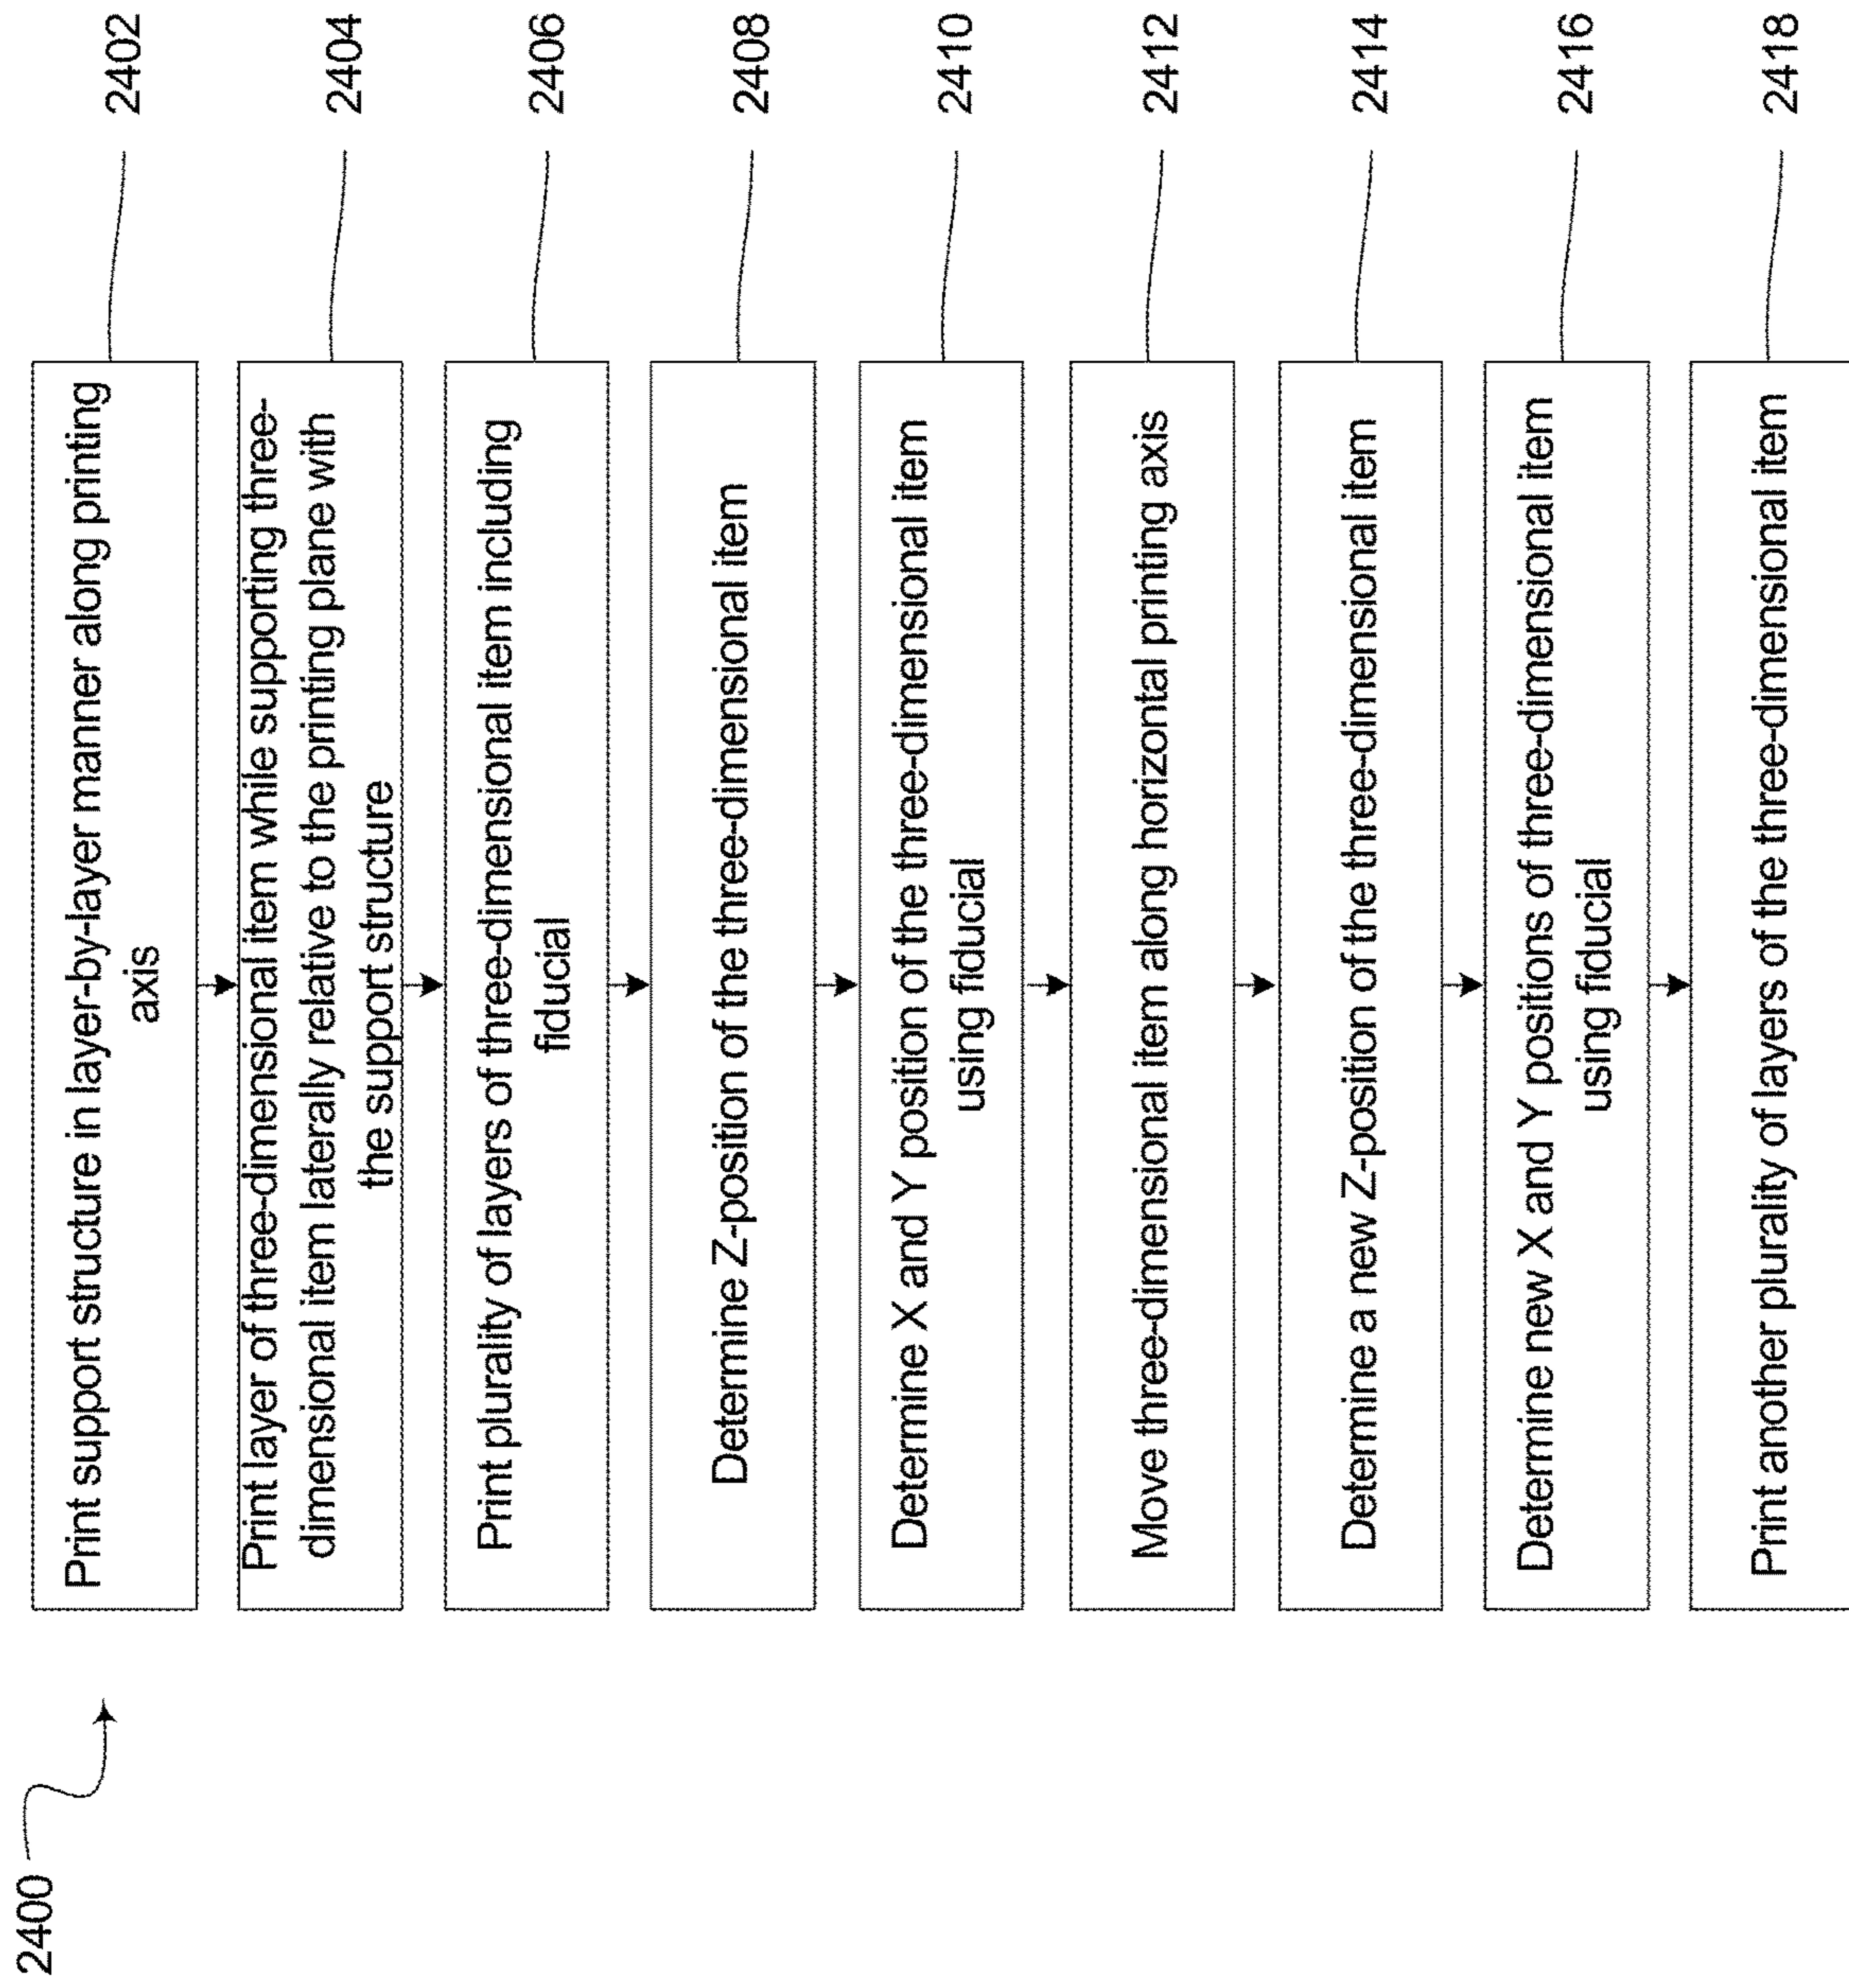 2400
Print support structure in layer-by-layer manner along printing
axis
2402
Print layer of three-dimensional item while supporting three-
dimensional item laterally relative to the printing plane with
the support structure
2404
Print plurality of layers of three-dimensional item including
fiducial
2406
Determine Z-position of the three-dimensional item
2408
Determine X and Y position of the three-dimensional item
using fiducial
2410
Move three-dimensional item along horizontal printing axis
2412
Determine a new Z-position of the three-dimensional item
2414
Determine new X and Y positions of three-dimensional item
using fiducial
2416
Print another plurality of layers of the three-dimensional item
2418